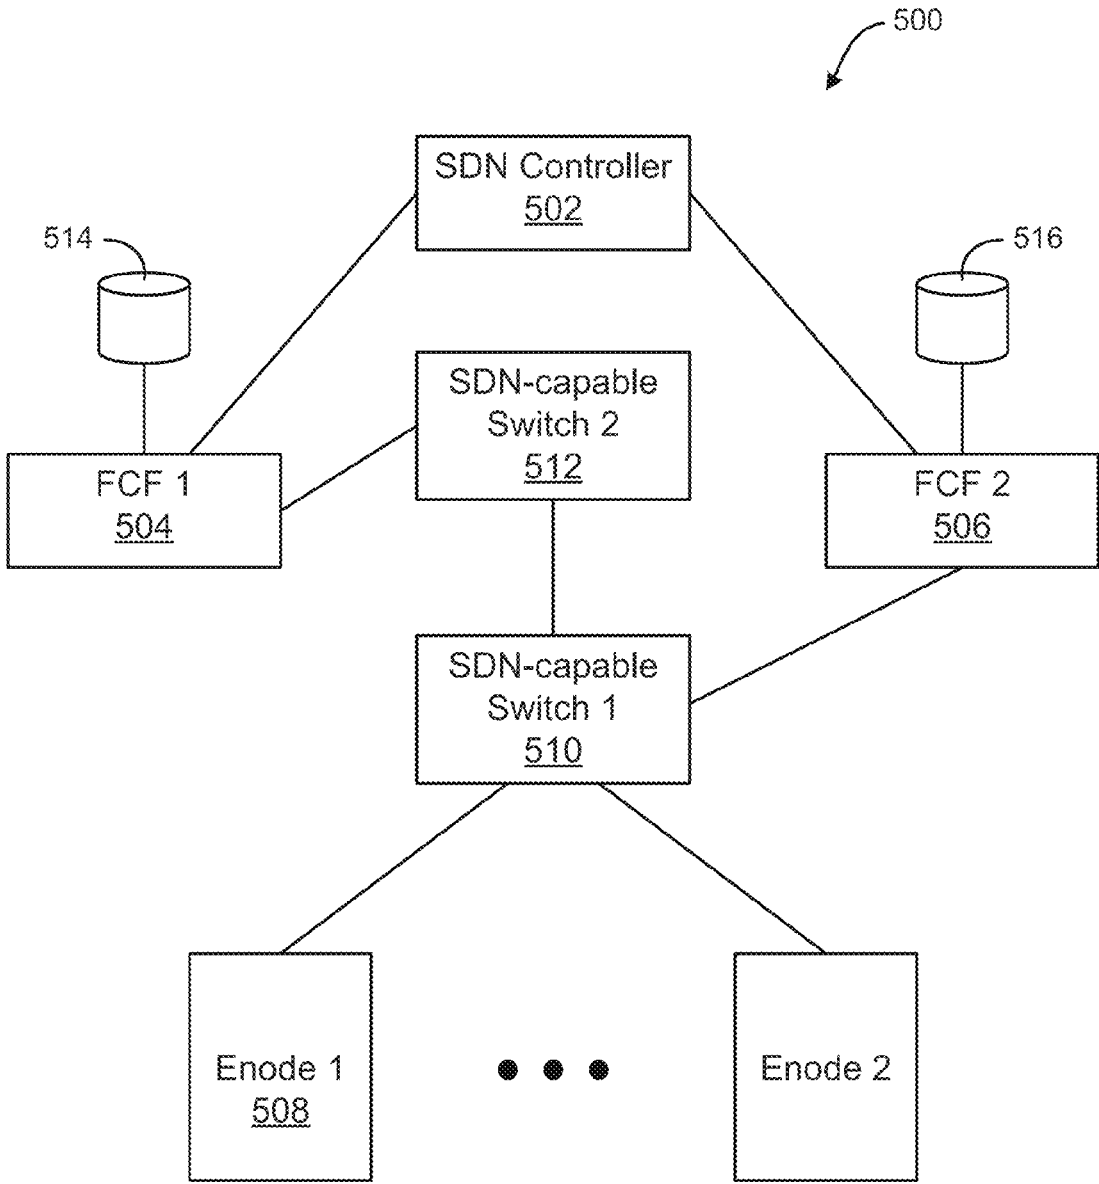 500
SDN Controller
502
514
516
SDN-capable
Switch 2
512
FCF 1
504
FCF 2
506
SDN-capable
Switch 1
510
Enode 1
508
Enode 2